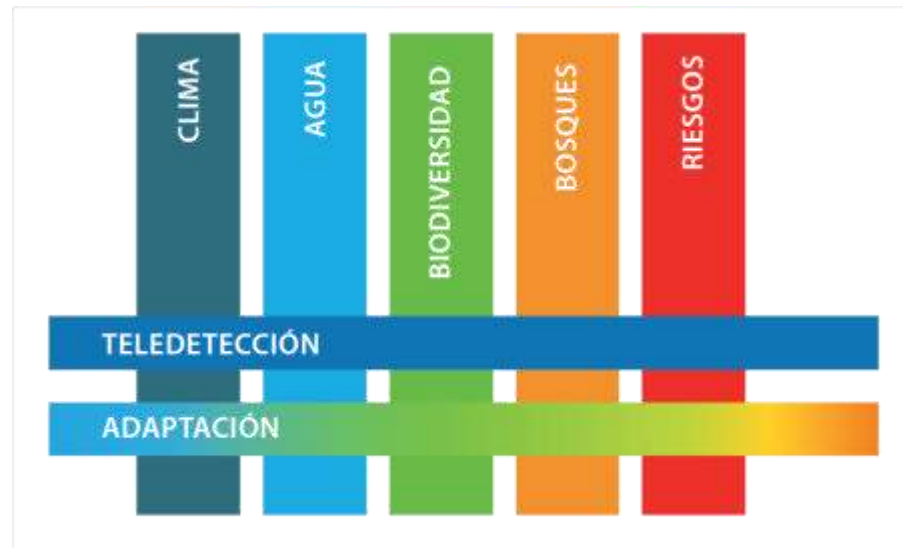 CLIMA
AGUA
BIODIVERSIDAD
BOSQUES
RIESGOS
TELEDETECCIÓN
ADAPTACIÓN